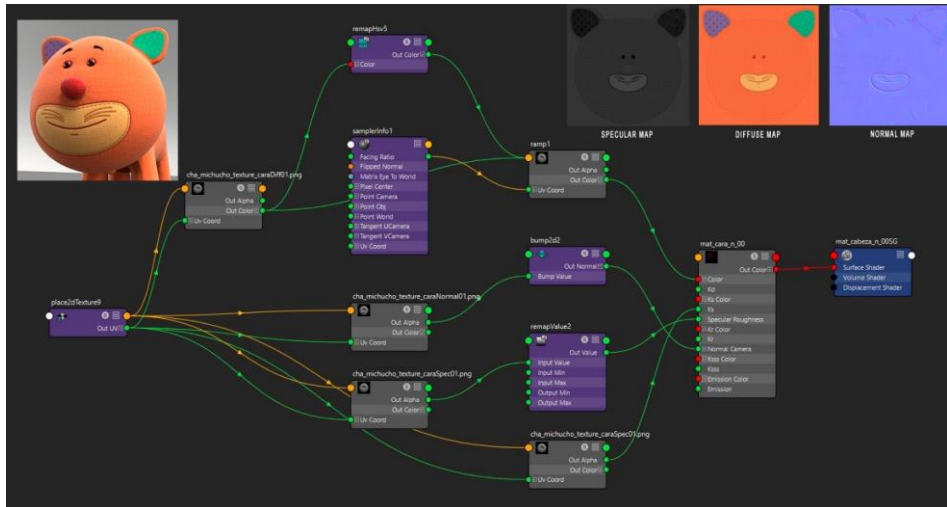 remapHsv5
Out Color
Color
SPECULAR MAP
DIFFUSE MAP
NORMAL MAP
samplerInfo1
Facing Ratio
Flipped Normal
Matrix Eye To World
Pixel Center
Point Camera
Point Obj
Point World
Tangent UCamera
Tangent VCamera
Uv Coord
ramp1
Out Alpha
Out Color
Uv Coord
cha_michucho_texture_caraDiff01.png
Out Alpha
Out Color
Uv Coord
bump2d2
Out Normal
Bump Value
mat_cara_n_00
Out Color
Color
Kd
Ks Color
Ks
Specular Roughness
Kr Color
Kr
Normal Camera
Ksss Color
Ksss
Emission Color
Emission
mat_cabeza_n_00SG
Surface Shader
Volume Shader
Displacement Shader
place2dTexture9
Out UV
cha_michucho_texture_caraNormal01.png
Out Alpha
Out Color
Uv Coord
remapValue2
Out Value
Input Value
Input Min
Input Max
Output Min
Output Max
cha_michucho_texture_caraSpec01.png
Out Alpha
Out Color
Uv Coord
cha_michucho_texture_caraSpec01.png
Out Alpha
Out Color
Uv Coord